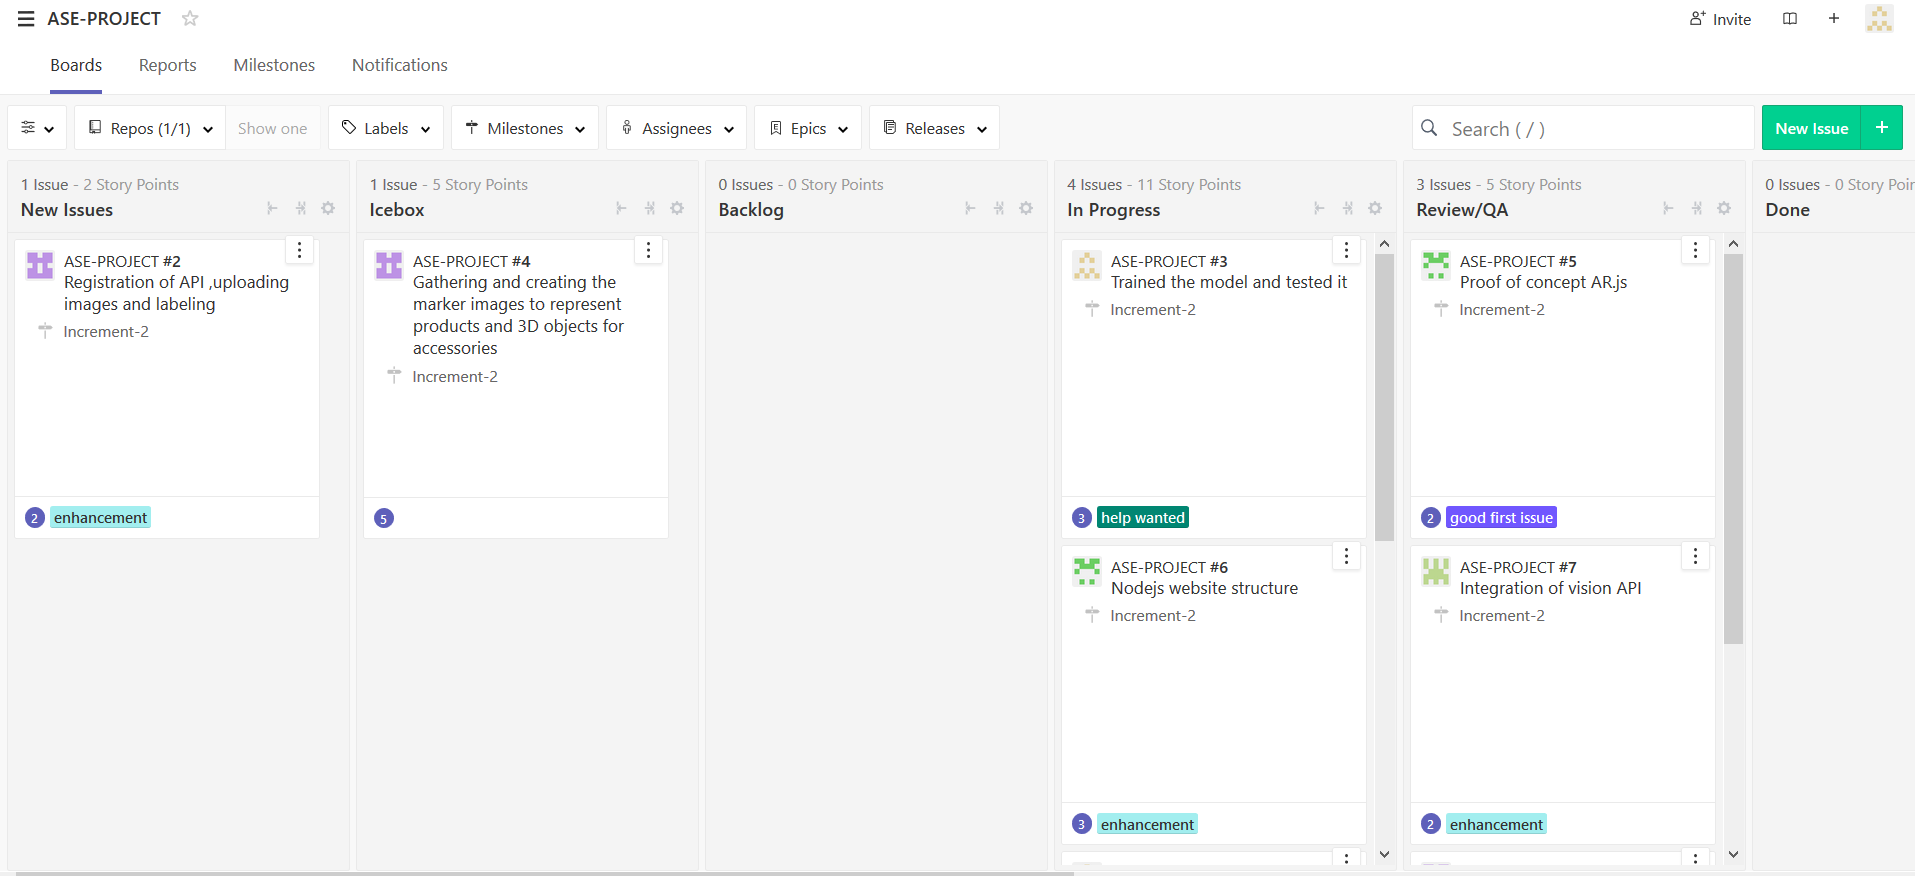 ASE-PROJECT
Invite
Boards Reports Milestones Notifications
Repos (1/1) Show one Labels Milestones Assignees Epics Releases Search ( / ) New Issue +
1 Issue - 2 Story Points
New Issues
ASE-PROJECT #2
Registration of API ,uploading
images and labeling
Increment-2
2 enhancement
1 Issue - 5 Story Points
Icebox
ASE-PROJECT #4
Gathering and creating the
marker images to represent
products and 3D objects for
accessories
Increment-2
5
0 Issues - 0 Story Points
Backlog
4 Issues - 11 Story Points
In Progress
ASE-PROJECT #3
Trained the model and tested it
Increment-2
3 help wanted
ASE-PROJECT #6
Nodejs website structure
Increment-2
3 enhancement
3 Issues - 5 Story Points
Review/QA
ASE-PROJECT #5
Proof of concept AR.js
Increment-2
2 good first issue
ASE-PROJECT #7
Integration of vision API
Increment-2
2 enhancement
0 Issues - 0 Story
Done